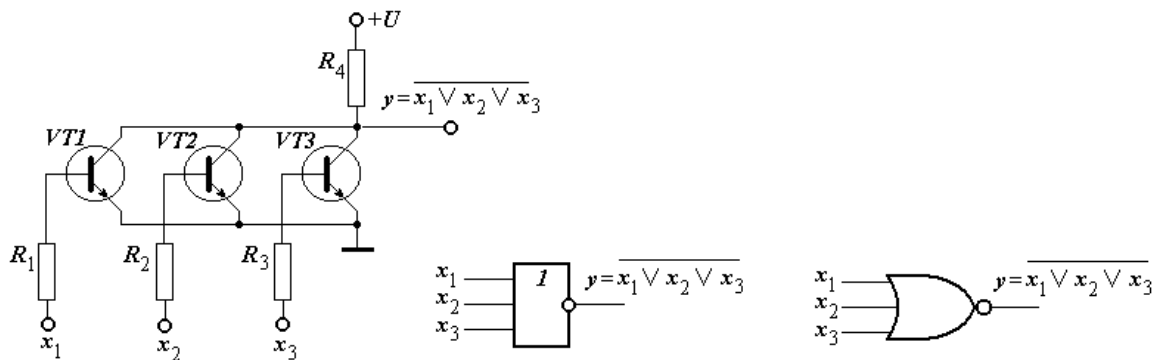 +U
R₄
y = x₁ ∨ x₂ ∨ x₃
VT1 VT2 VT3
R₁ R₂ R₃
x₁ x₂ x₃
x₁
x₂
x₃
1
y = x₁ ∨ x₂ ∨ x₃
x₁
x₂
x₃
y = x₁ ∨ x₂ ∨ x₃